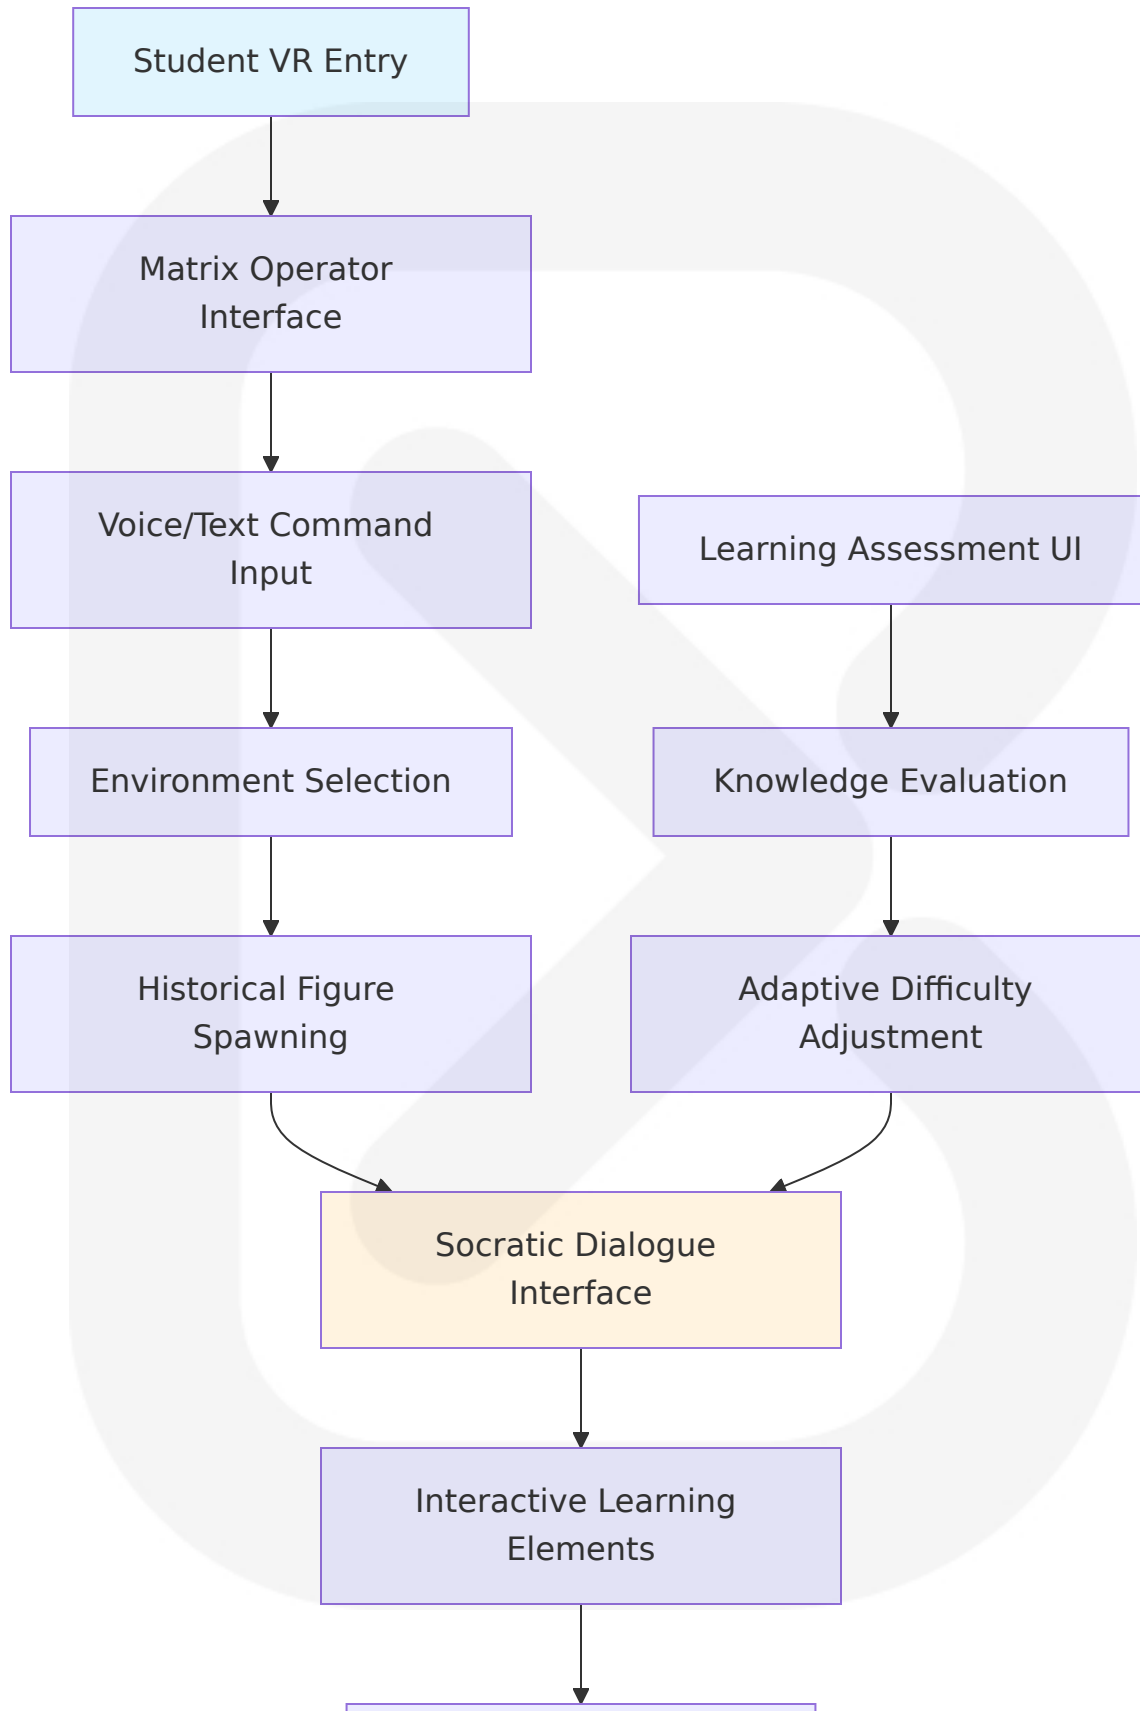 Student VR Entry
Matrix Operator
Interface
Voice/Text Command
Input
Learning Assessment UI
Environment Selection
Knowledge Evaluation
Historical Figure
Spawning
Adaptive Difficulty
Adjustment
Socratic Dialogue
Interface
Interactive Learning
Elements